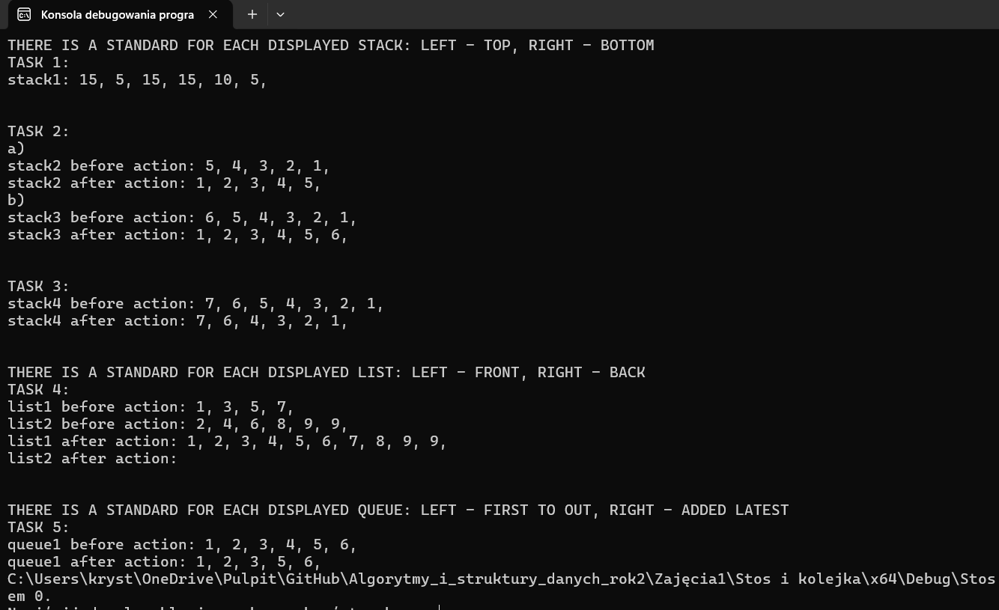 Konsola debugowania progra
THERE IS A STANDARD FOR EACH DISPLAYED STACK: LEFT - TOP, RIGHT - BOTTOM
TASK 1:
stack1: 15, 5, 15, 15, 10, 5,
TASK 2:
a)
stack2 before action: 5, 4, 3, 2, 1,
stack2 after action: 1, 2, 3, 4, 5,
b)
stack3 before action: 6, 5, 4, 3, 2, 1,
stack3 after action: 1, 2, 3, 4, 5, 6,
TASK 3:
stack4 before action: 7, 6, 5, 4, 3, 2, 1,
stack4 after action: 7, 6, 4, 3, 2, 1,
THERE IS A STANDARD FOR EACH DISPLAYED LIST: LEFT - FRONT, RIGHT - BACK
TASK 4:
list1 before action: 1, 3, 5, 7,
list2 before action: 2, 4, 6, 8, 9, 9,
list1 after action: 1, 2, 3, 4, 5, 6, 7, 8, 9, 9,
list2 after action:
THERE IS A STANDARD FOR EACH DISPLAYED QUEUE: LEFT - FIRST TO OUT, RIGHT - ADDED LATEST
TASK 5:
queue1 before action: 1, 2, 3, 4, 5, 6,
queue1 after action: 1, 2, 3, 5, 6,
C:\Users\kryst\OneDrive\Pulpit\GitHub\Algorytmy_i_struktury_danych_rok2\Zajęcia1\Stos i kolejka\x64\Debug\Stos
em 0.